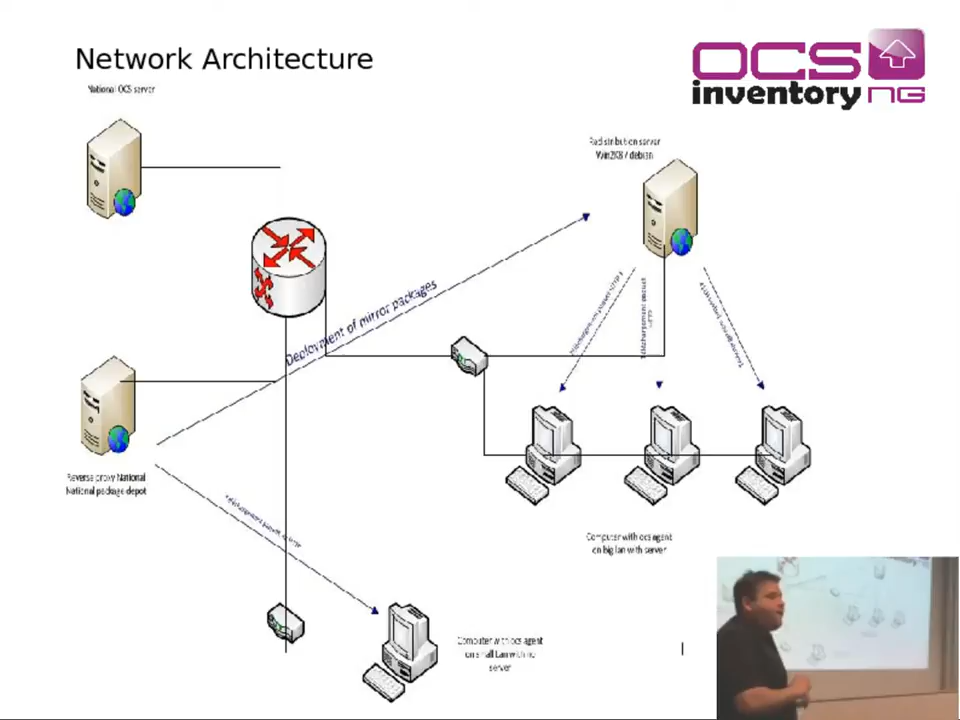 Network Architecture
OCS
inventory NG
National OCS server
Redistribution server
Win2K8 / debian
Deployment of mirror packages
Reverse proxy National
National package depot
Computer with ocs agent
on big lan with server
Computer with ocs agent
on small Lan with no
server